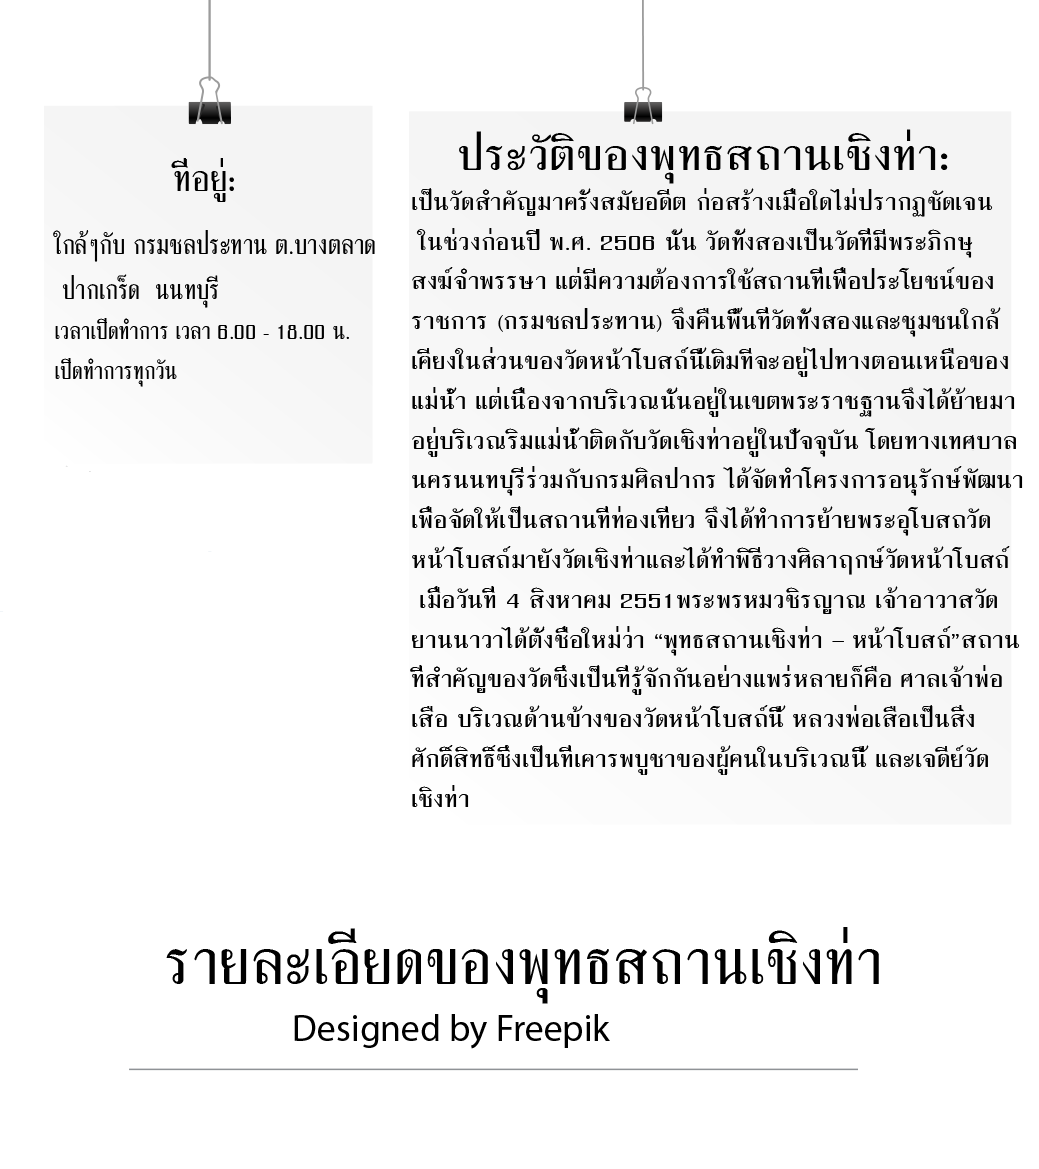 ที่อยู่:
ใกล้ๆกับ กรมชลประทาน ต.บางตลาด
ปากเกร็ด นนทบุรี
เวลาเปิดทำการ เวลา 6.00 - 18.00 น.
เปิดทำการทุกวัน
ประวัติของพุทธสถานเชิงท่า:
เป็นวัดสำคัญมาครั้งสมัยอดีต ก่อสร้างเมื่อใดไม่ปรากฏชัดเจน
ในช่วงก่อนปี พ.ศ. 2506 นั้น วัดทั้งสองเป็นวัดที่มีพระภิกษุ
สงฆ์จำพรรษา แต่มีความต้องการใช้สถานที่เพื่อประโยชน์ของ
ราชการ (กรมชลประทาน) จึงคืนพื้นที่วัดทั้งสองและชุมชนใกล้
เคียงในส่วนของวัดหน้าโบสถ์นี้เดิมทีจะอยู่ไปทางตอนเหนือของ
แม่น้ำ แต่เนื่องจากบริเวณนั้นอยู่ในเขตพระราชฐานจึงได้ย้ายมา
อยู่บริเวณริมแม่น้ำติดกับวัดเชิงท่าอยู่ในปัจจุบัน โดยทางเทศบาล
นครนนทบุรีร่วมกับกรมศิลปากร ได้จัดทำโครงการอนุรักษ์พัฒนา
เพื่อจัดให้เป็นสถานที่ท่องเที่ยว จึงได้ทำการย้ายพระอุโบสถวัด
หน้าโบสถ์มายังวัดเชิงท่าและได้ทำพิธีวางศิลาฤกษ์วัดหน้าโบสถ์
เมื่อวันที่ 4 สิงหาคม 2551พระพรหมวชิรญาณ เจ้าอาวาสวัด
ยานนาวาได้ตั้งชื่อใหม่ว่า “พุทธสถานเชิงท่า – หน้าโบสถ์”สถาน
ที่สำคัญของวัดซึ่งเป็นที่รู้จักกันอย่างแพร่หลายก็คือ ศาลเจ้าพ่อ
เสือ บริเวณด้านข้างของวัดหน้าโบสถ์นี้ หลวงพ่อเสือเป็นสิ่ง
ศักดิ์สิทธิ์ซึ่งเป็นที่เคารพบูชาของผู้คนในบริเวณนี้ และเจดีย์วัด
เชิงท่า
รายละเอียดของพุทธสถานเชิงท่า
Designed by Freepik